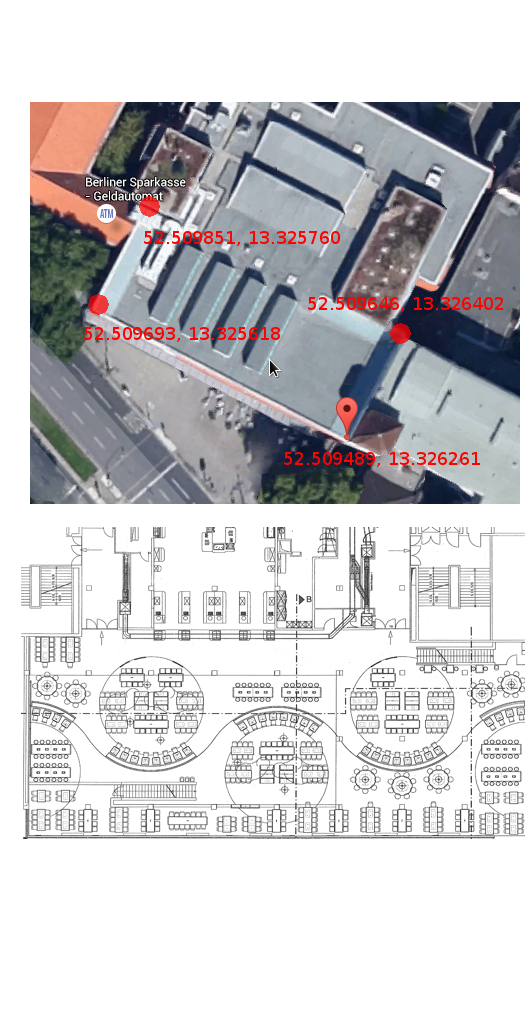 Berliner Sparkasse
- Geldautomat
ATM
52.509851, 13.325760
52.509646, 13.326402
52.509693, 13.325618
52.509489, 13.326261
B